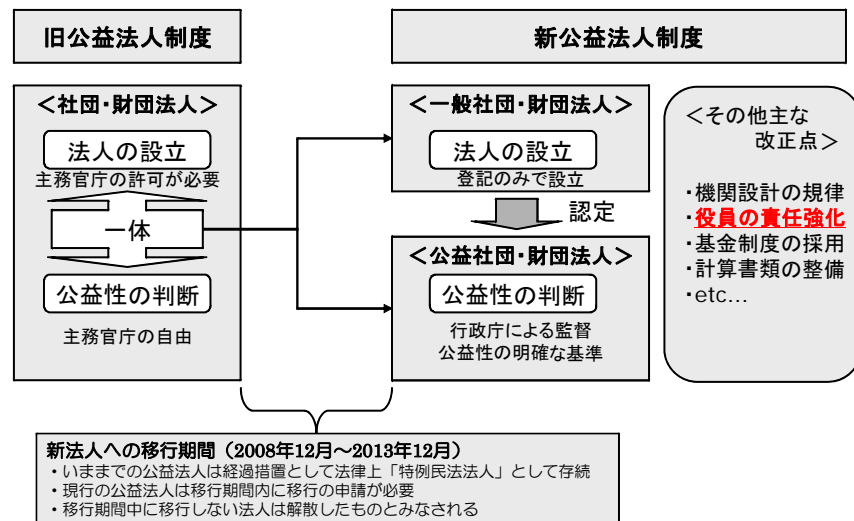 旧公益法人制度
新公益法人制度
＜社団・財団法人＞
法人の設立
主務官庁の許可が必要
一体
公益性の判断
主務官庁の自由
＜一般社団・財団法人＞
法人の設立
登記のみで設立
認定
＜公益社団・財団法人＞
公益性の判断
行政庁による監督
公益性の明確な基準
＜その他主な
改正点＞
・機関設計の規律
・役員の責任強化
・基金制度の採用
・計算書類の整備
・etc…
新法人への移行期間（2008年12月～2013年12月）
・いままでの公益法人は経過措置として法律上「特例民法法人」として存続
・現行の公益法人は移行期間内に移行の申請が必要
・移行期間中に移行しない法人は解散したものとみなされる